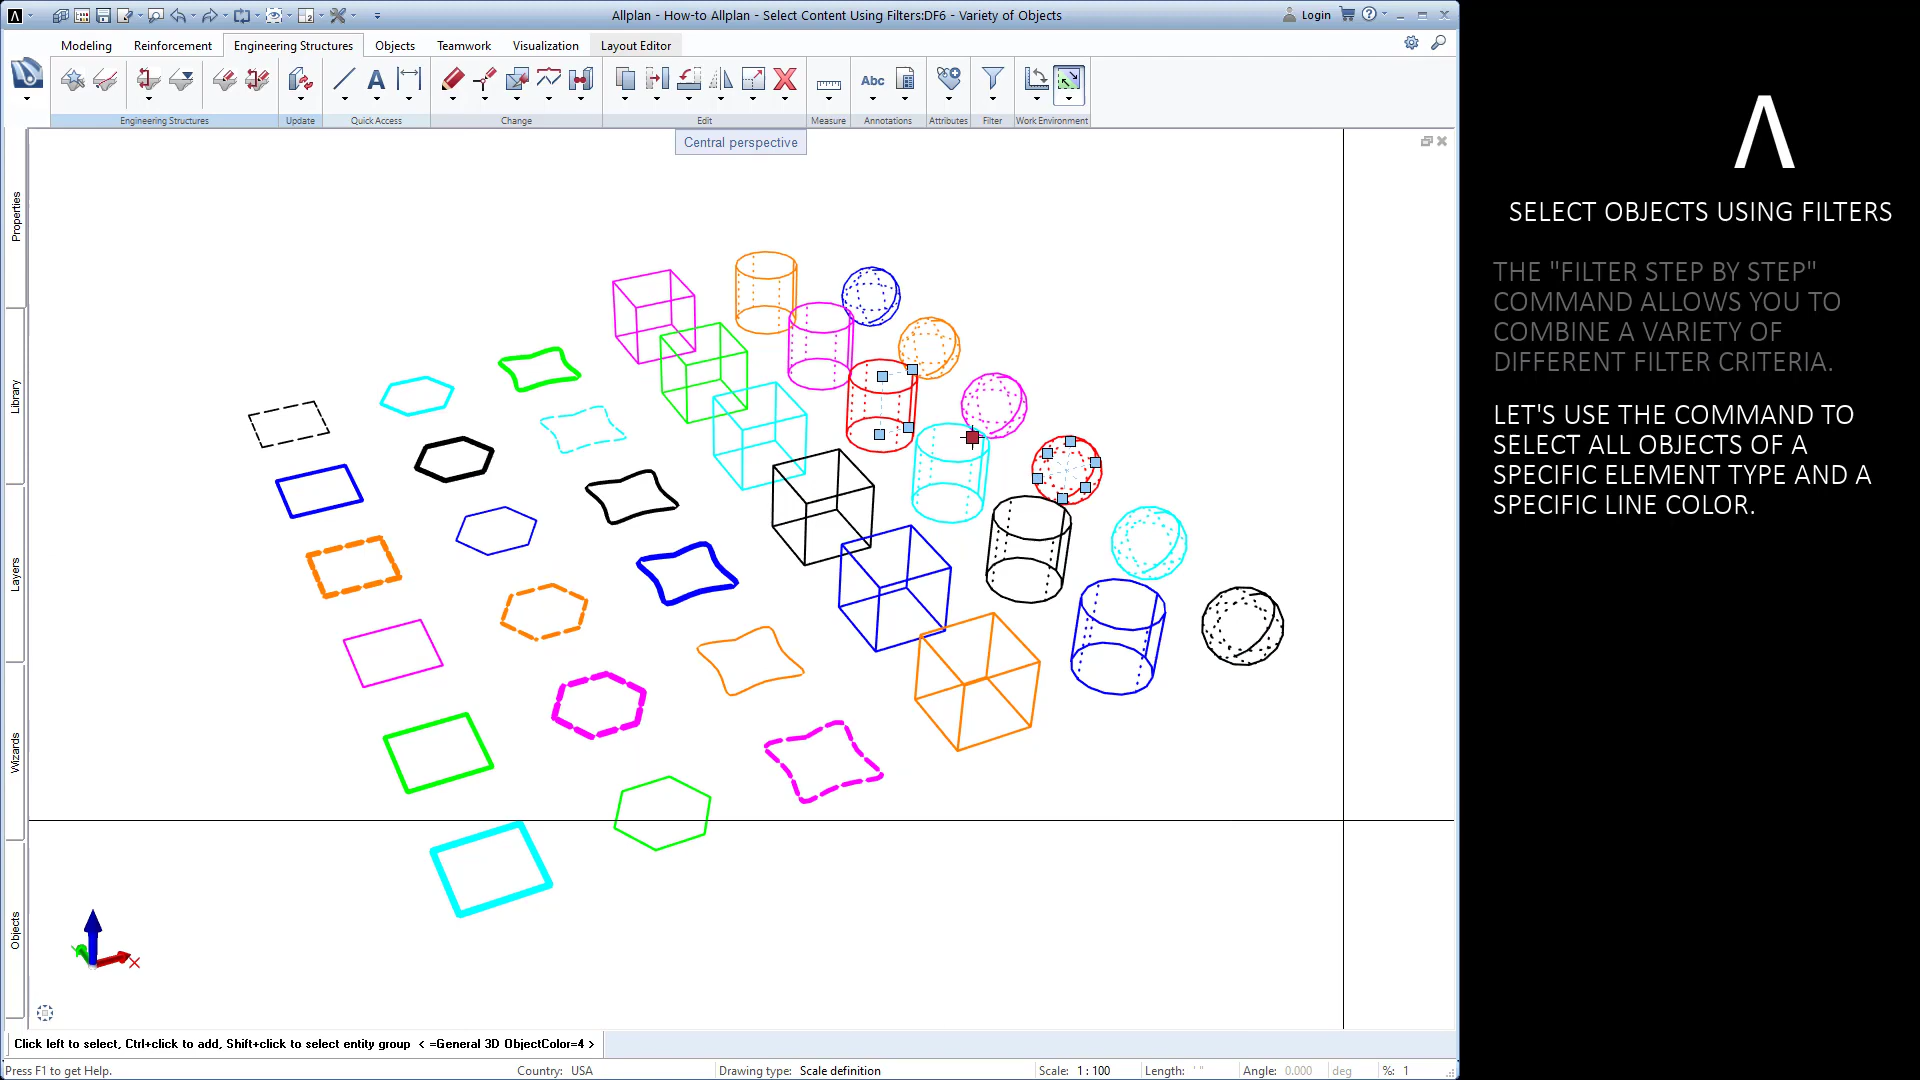 Allplan - How-to Allplan - Select Content Using Filters:DF6 - Variety of Objects
Login
Modeling
Reinforcement
Engineering Structures
Objects
Teamwork
Visualization
Layout Editor
Abc
Engineering Structures
Update
Quick Access
Change
Edit
Measure
Annotations
Attributes
Filter
Work Environment
Central perspective
Properties
Library
Layers
Wizards
Objects
SELECT OBJECTS USING FILTERS
THE "FILTER STEP BY STEP"
COMMAND ALLOWS YOU TO
COMBINE A VARIETY OF
DIFFERENT FILTER CRITERIA.
LET'S USE THE COMMAND TO
SELECT ALL OBJECTS OF A
SPECIFIC ELEMENT TYPE AND A
SPECIFIC LINE COLOR.
Click left to select, Ctrl+click to add, Shift+click to select entity group < =General 3D ObjectColor=4 >
Press F1 to get Help.
Country: USA
Drawing type: Scale definition
Scale: 1 : 100
Length: ' "
Angle: 0.000
deg
%: 1